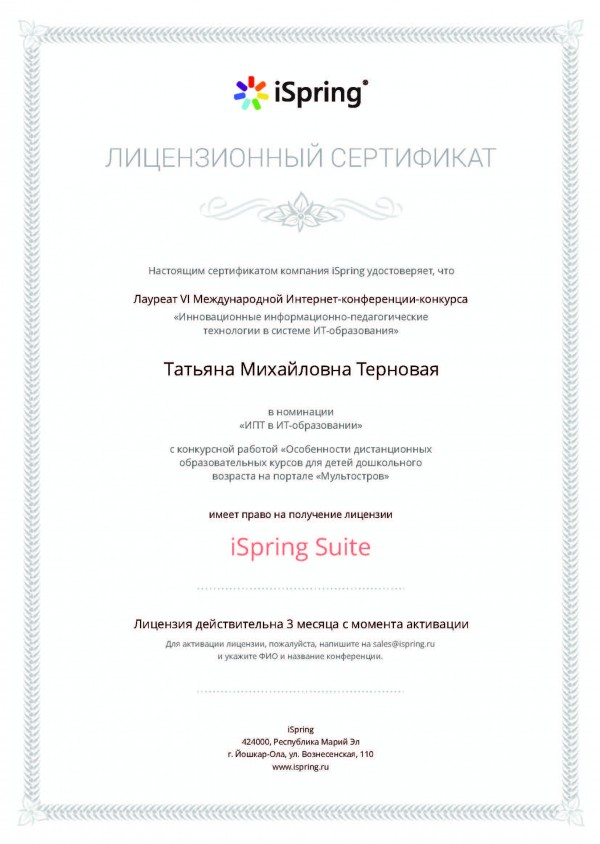 iSpring®
ЛИЦЕНЗИОННЫЙ СЕРТИФИКАТ
Настоящим сертификатом компания iSpring удостоверяет, что
Лауреат VI Международной Интернет-конференции-конкурса
«Инновационные информационно-педагогические
технологии в системе ИТ-образования»
Татьяна Михайловна Терновая
в номинации
«ИПТ в ИТ-образовании»
с конкурсной работой «Особенности дистанционных
образовательных курсов для детей дошкольного
возраста на портале «Мультостров»
имеет право на получение лицензии
iSpring Suite
Лицензия действительна 3 месяца с момента активации
Для активации лицензии, пожалуйста, напишите на sales@ispring.ru
и укажите ФИО и название конференции.
iSpring
424000, Республика Марий Эл
г. Йошкар-Ола, ул. Вознесенская, 110
www.ispring.ru